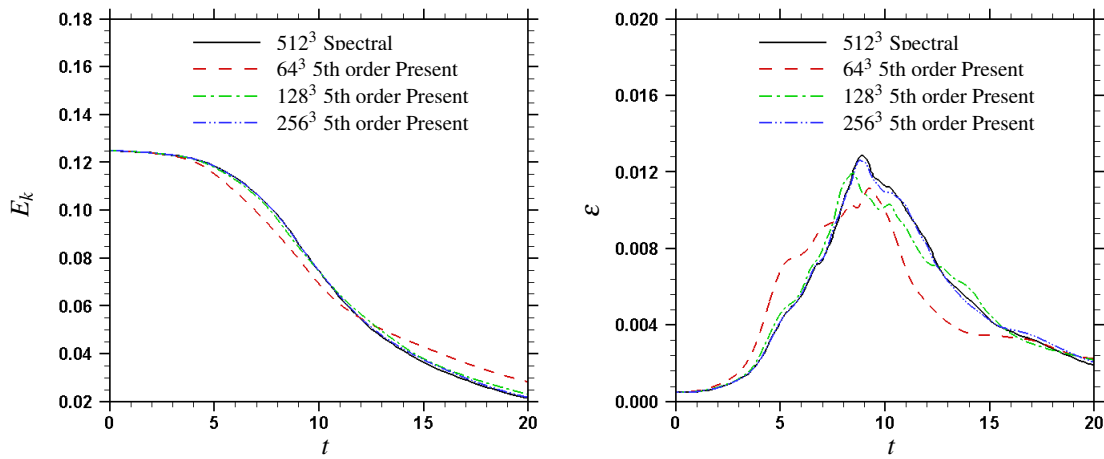 0.18
0.16
0.14
0.12
0.10
0.08
0.06
0.04
0.02
E_k
512³ Spectral
64³ 5th order Present
128³ 5th order Present
256³ 5th order Present
0 5 10 15 20
t
0.020
0.016
0.012
0.008
0.004
0.000
ε
512³ Spectral
64³ 5th order Present
128³ 5th order Present
256³ 5th order Present
0 5 10 15 20
t